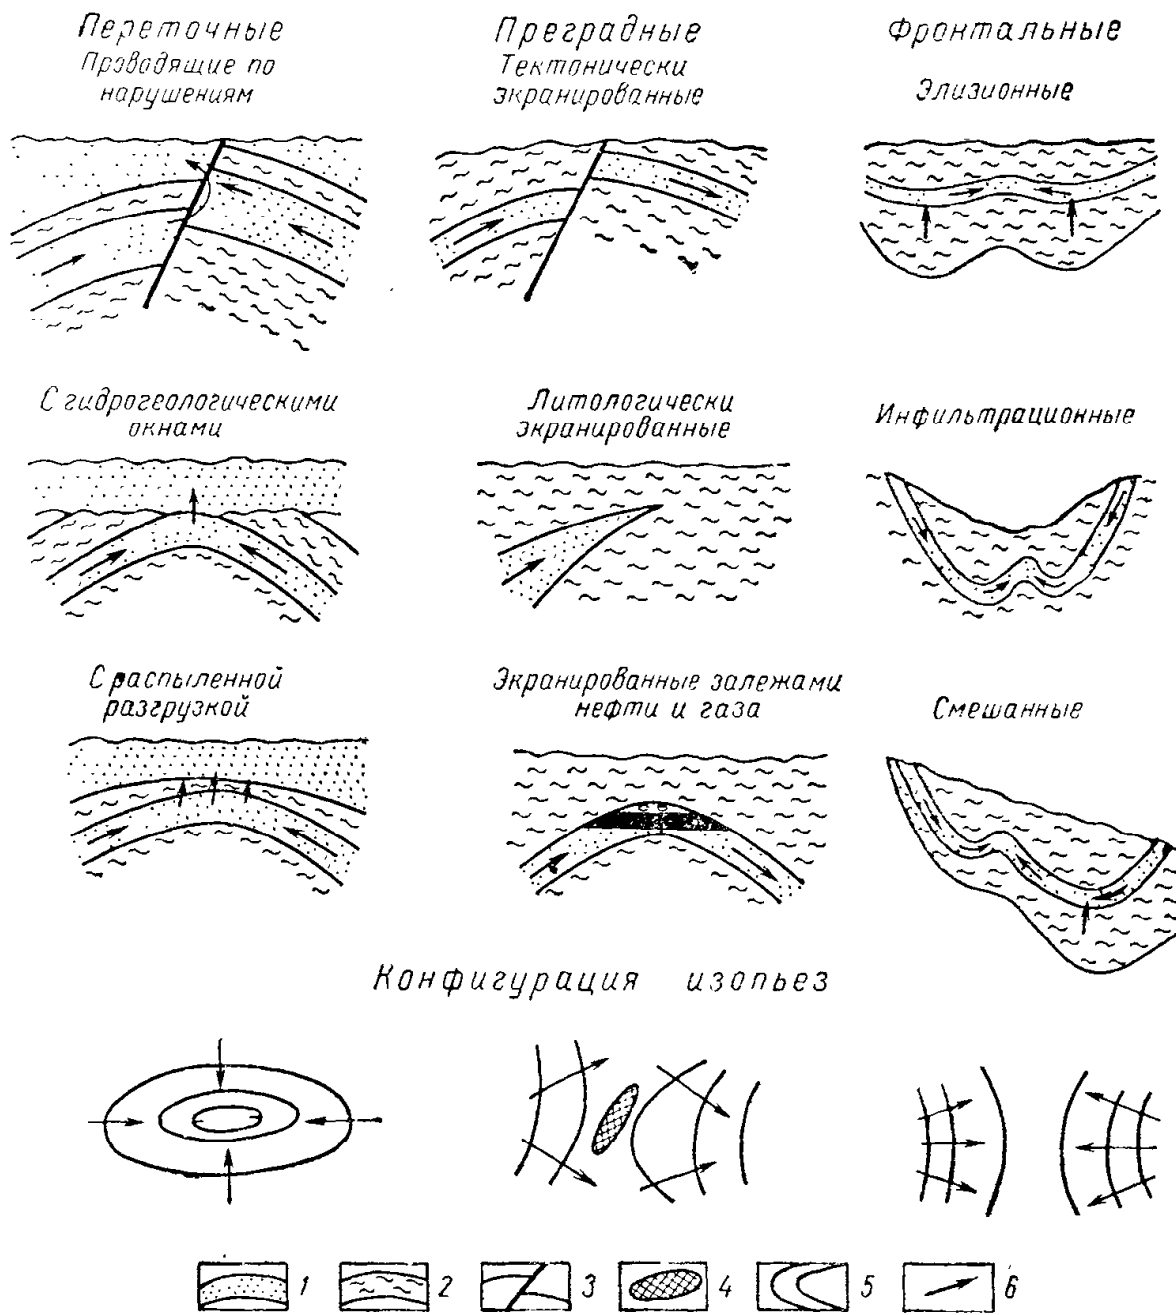 Переточные
Проводящие по
нарушениям
Преградные
Тектонически
экранированные
Фронтальные
Элизионные
С гидрогеологическими
окнами
Литологически
экранированные
Инфильтрационные
С распыленной
разгрузкой
Экранированные залежами
нефти и газа
Смешанные
Конфигурация изопьез
1 2 3 4 5 6